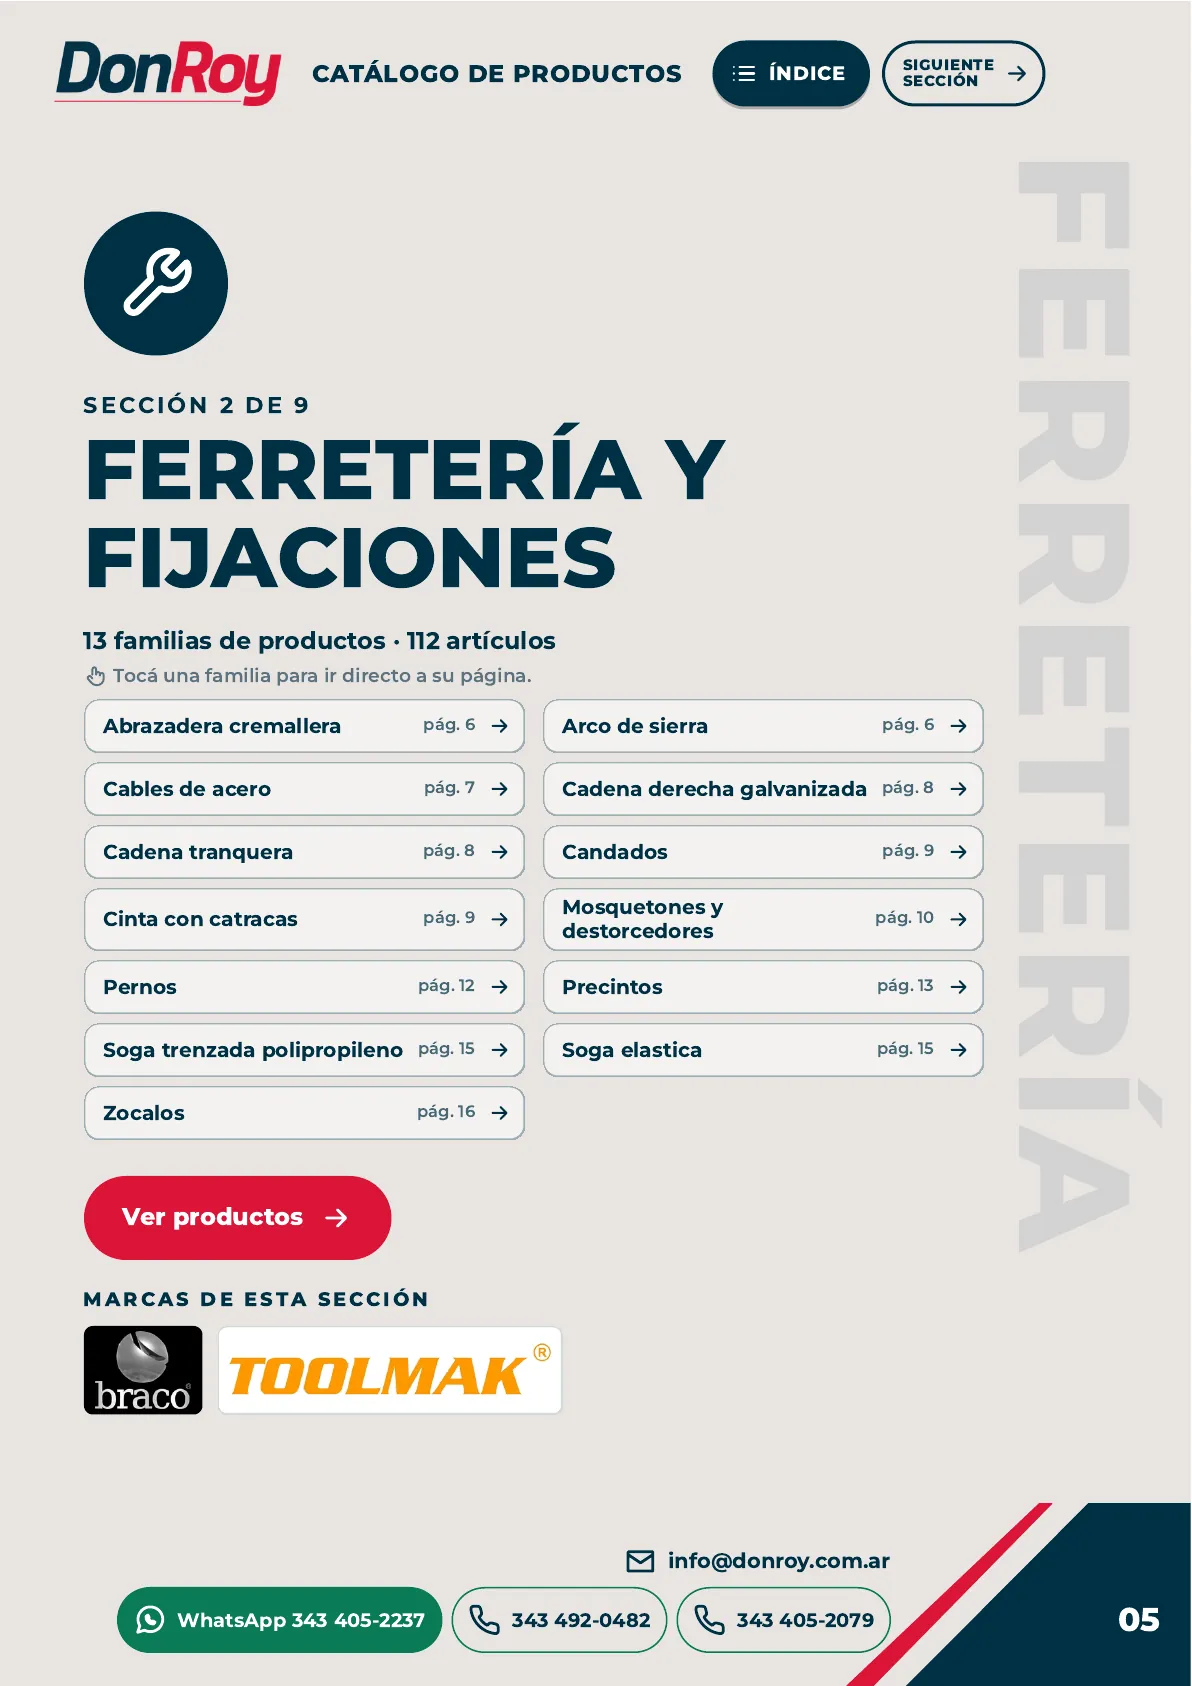 DonRoy
CATÁLOGO DE PRODUCTOS
ÍNDICE
SIGUIENTE
SECCIÓN
SECCIÓN 2 DE 9
FERRETERÍA Y
FIJACIONES
13 familias de productos · 112 artículos
Tocá una familia para ir directo a su página.
Abrazadera cremallera pág. 6
Arco de sierra pág. 6
Cables de acero pág. 7
Cadena derecha galvanizada pág. 8
Cadena tranquera pág. 8
Candados pág. 9
Cinta con catracas pág. 9
Mosquetones y
destorcedores pág. 10
Pernos pág. 12
Precintos pág. 13
Soga trenzada polipropileno pág. 15
Soga elastica pág. 15
Zocalos pág. 16
Ver productos
MARCAS DE ESTA SECCIÓN
braco
TOOLMAK®
FERRETERÍA
info@donroy.com.ar
WhatsApp 343 405-2237
343 492-0482
343 405-2079
05